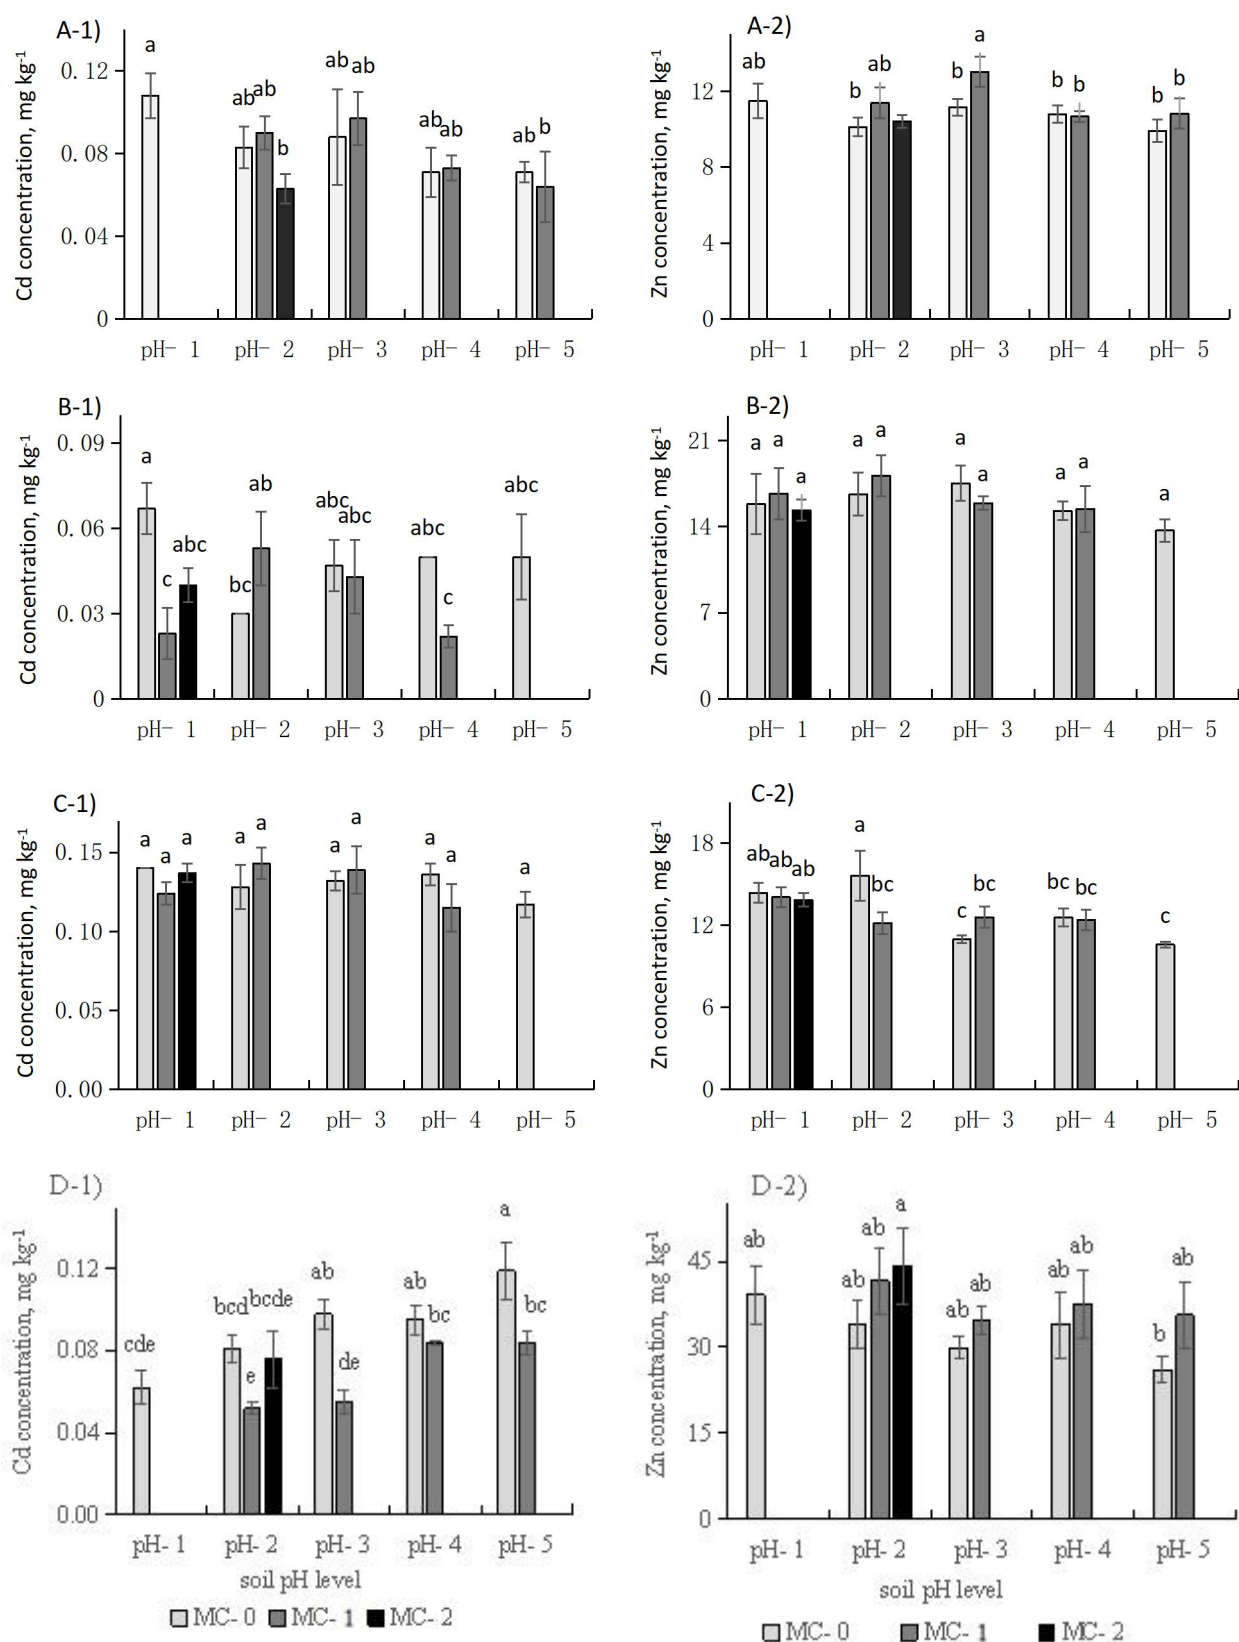 A-1)
Cd concentration, mg kg-1
0.12
0.08
0.04
0
a
ab
ab
b
ab
ab
ab
ab
ab
b
pH- 1
pH- 2
pH- 3
pH- 4
pH- 5
A-2)
Zn concentration, mg kg-1
12
8
4
0
ab
b
ab
b
a
b
b
b
b
pH- 1
pH- 2
pH- 3
pH- 4
pH- 5
B-1)
Cd concentration, mg kg-1
0.09
0.06
0.03
0
a
c
abc
bc
ab
abc
abc
abc
c
abc
pH- 1
pH- 2
pH- 3
pH- 4
pH- 5
B-2)
Zn concentration, mg kg-1
21
14
7
0
a
a
a
a
a
a
a
a
a
a
pH- 1
pH- 2
pH- 3
pH- 4
pH- 5
C-1)
Cd concentration, mg kg-1
0.15
0.10
0.05
0.00
a
a
a
a
a
a
a
a
a
a
pH- 1
pH- 2
pH- 3
pH- 4
pH- 5
C-2)
Zn concentration, mg kg-1
18
12
6
0
ab
ab
ab
a
bc
c
bc
bc
bc
c
pH- 1
pH- 2
pH- 3
pH- 4
pH- 5
D-1)
Cd concentration, mg kg-1
0.12
0.08
0.04
0.00
cde
bcd
e
bcde
ab
de
ab
bc
a
bc
pH- 1
pH- 2
pH- 3
pH- 4
pH- 5
soil pH level
MC- 0
MC- 1
MC- 2
D-2)
Zn concentration, mg kg-1
45
30
15
0
ab
ab
ab
a
ab
ab
ab
ab
b
ab
pH- 1
pH- 2
pH- 3
pH- 4
pH- 5
soil pH level
MC- 0
MC- 1
MC- 2